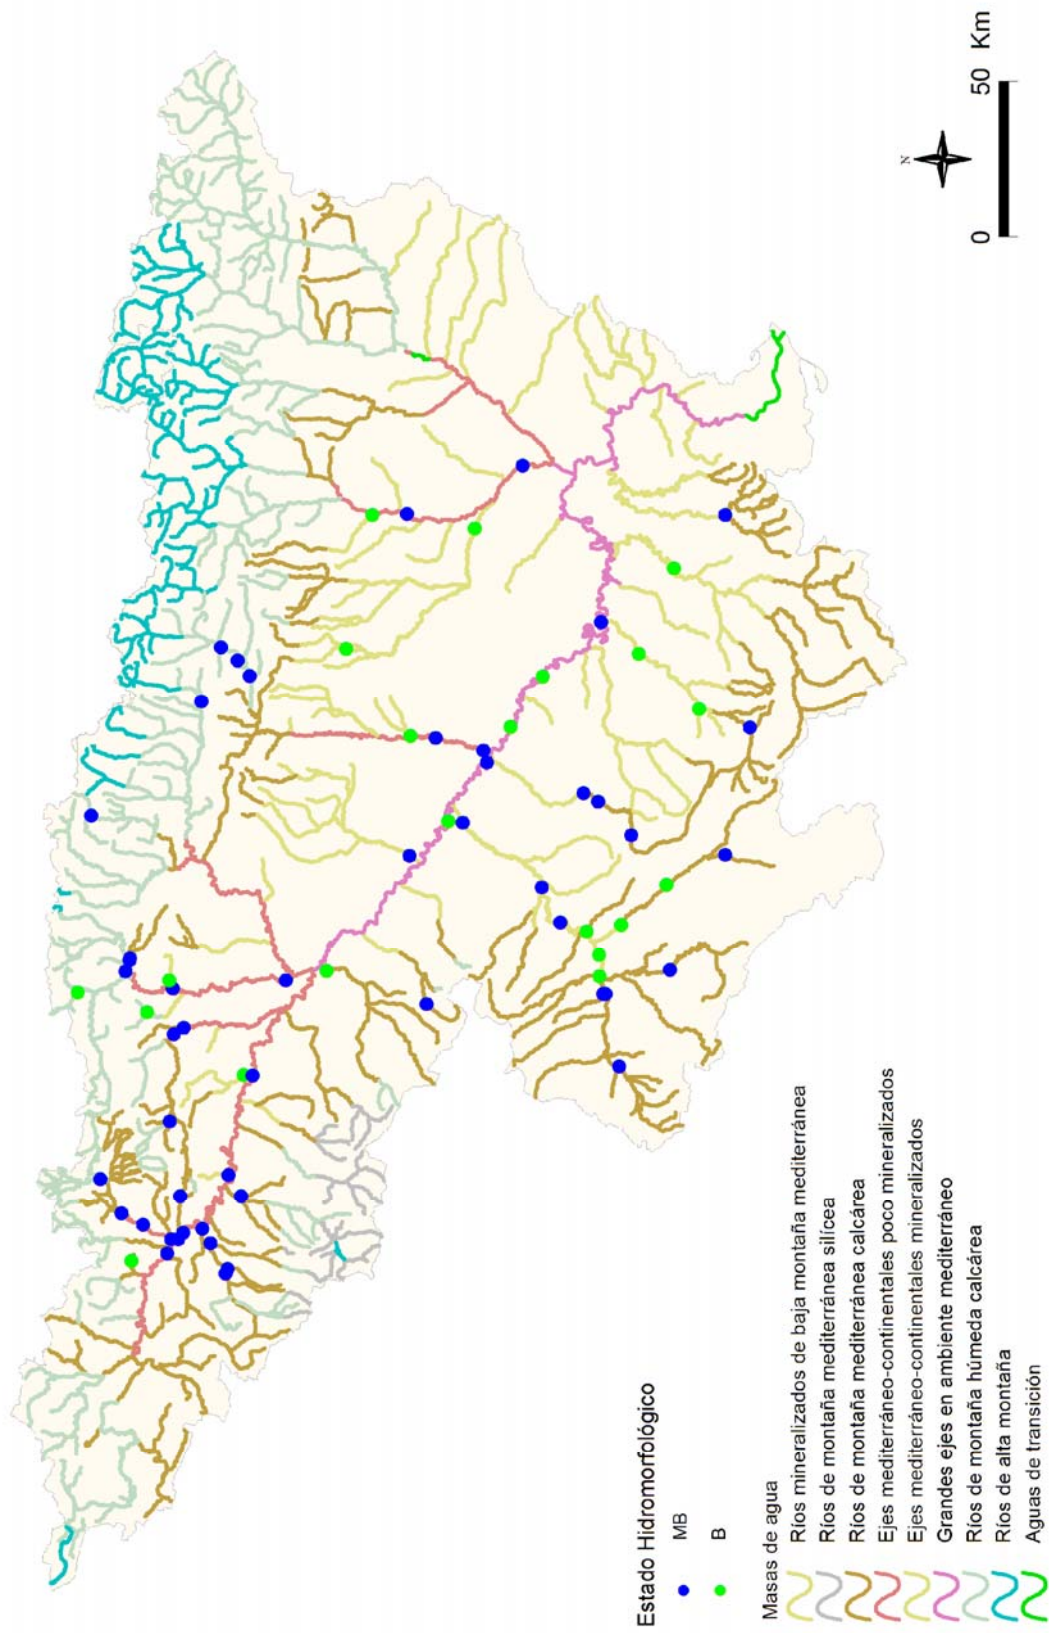 N
0 50 Km
Estado Hidromorfológico
MB
B
Masas de agua
Ríos mineralizados de baja montaña mediterránea
Ríos de montaña mediterránea silícea
Ríos de montaña mediterránea calcárea
Ejes mediterráneo-continentales poco mineralizados
Ejes mediterráneo-continentales mineralizados
Grandes ejes en ambiente mediterráneo
Ríos de montaña húmeda calcárea
Ríos de alta montaña
Aguas de transición